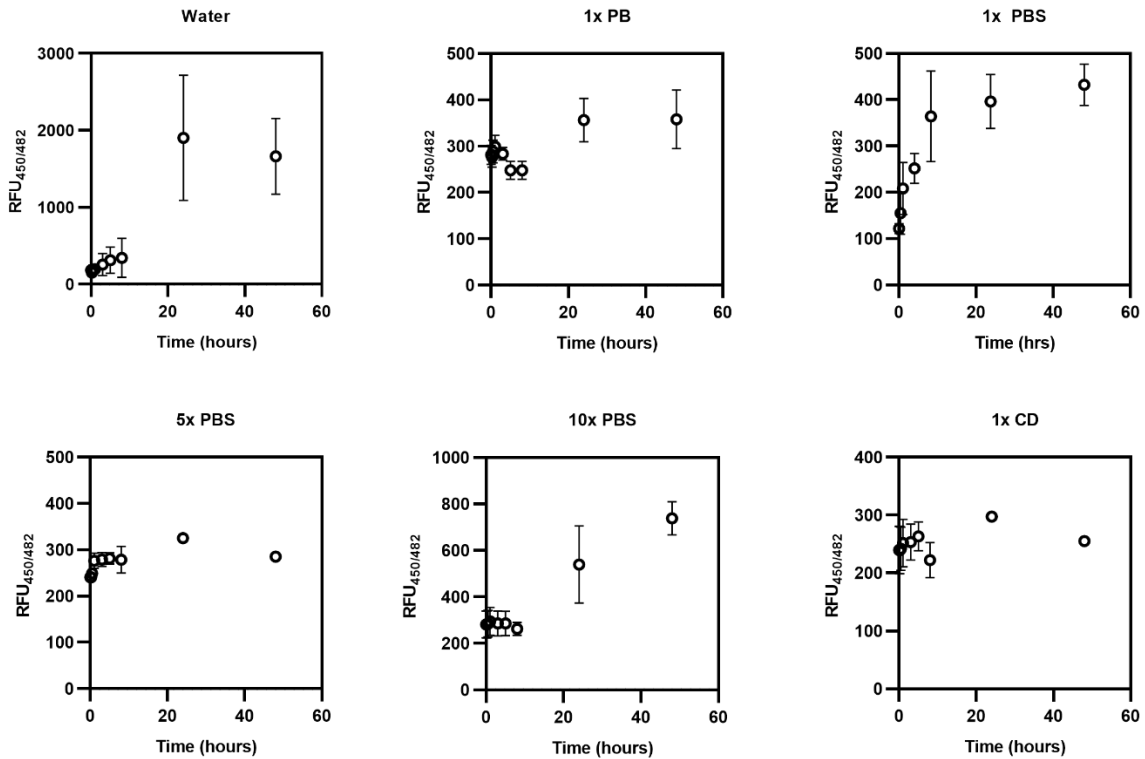 Water
3000
2000
1000
0
RFU450/482
0 20 40 60
Time (hours)
1x PB
500
400
300
200
100
0
RFU450/482
0 20 40 60
Time (hours)
1x PBS
500
400
300
200
100
0
RFU450/482
0 20 40 60
Time (hrs)
5x PBS
500
400
300
200
100
0
RFU450/482
0 20 40 60
Time (hours)
10x PBS
1000
800
600
400
200
0
RFU450/482
0 20 40 60
Time (hours)
1x CD
400
300
200
100
0
RFU450/482
0 20 40 60
Time (hours)